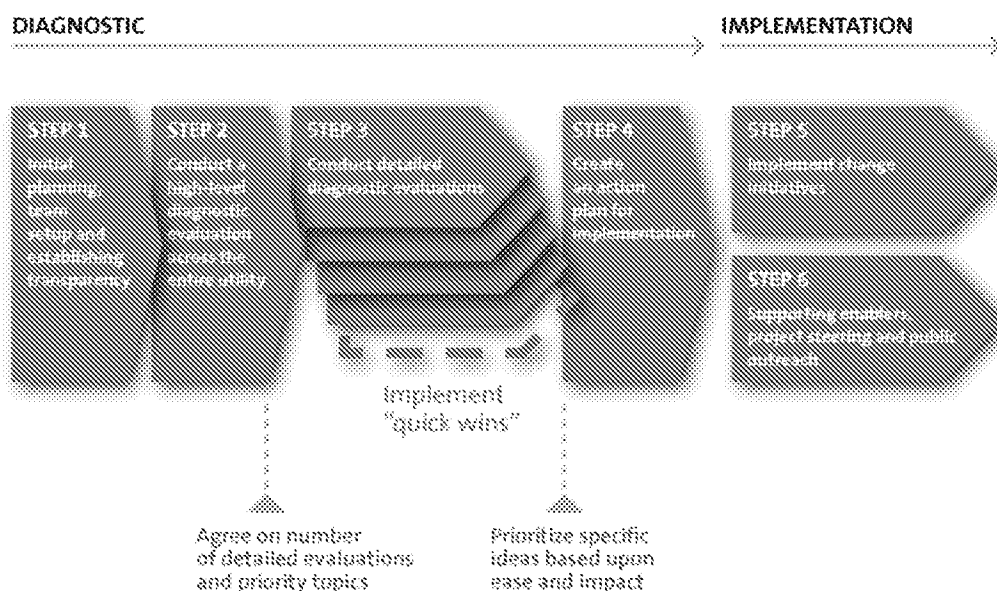 DIAGNOSTIC
IMPLEMENTATION
STEP 1
Initial
planning,
team
setup and
establishing
transparency
STEP 2
Conduct a
high-level
diagnostic
evaluation
across the
entire utility
STEP 3
Conduct detailed
diagnostic evaluations
STEP 4
Create
an action
plan for
implementation
STEP 5
Implement change
initiatives
STEP 6
Supporting enablers,
project steering and public
outreach
Implement
"quick wins"
Agree on number
of detailed evaluations
and priority topics
Prioritize specific
ideas based upon
ease and impact